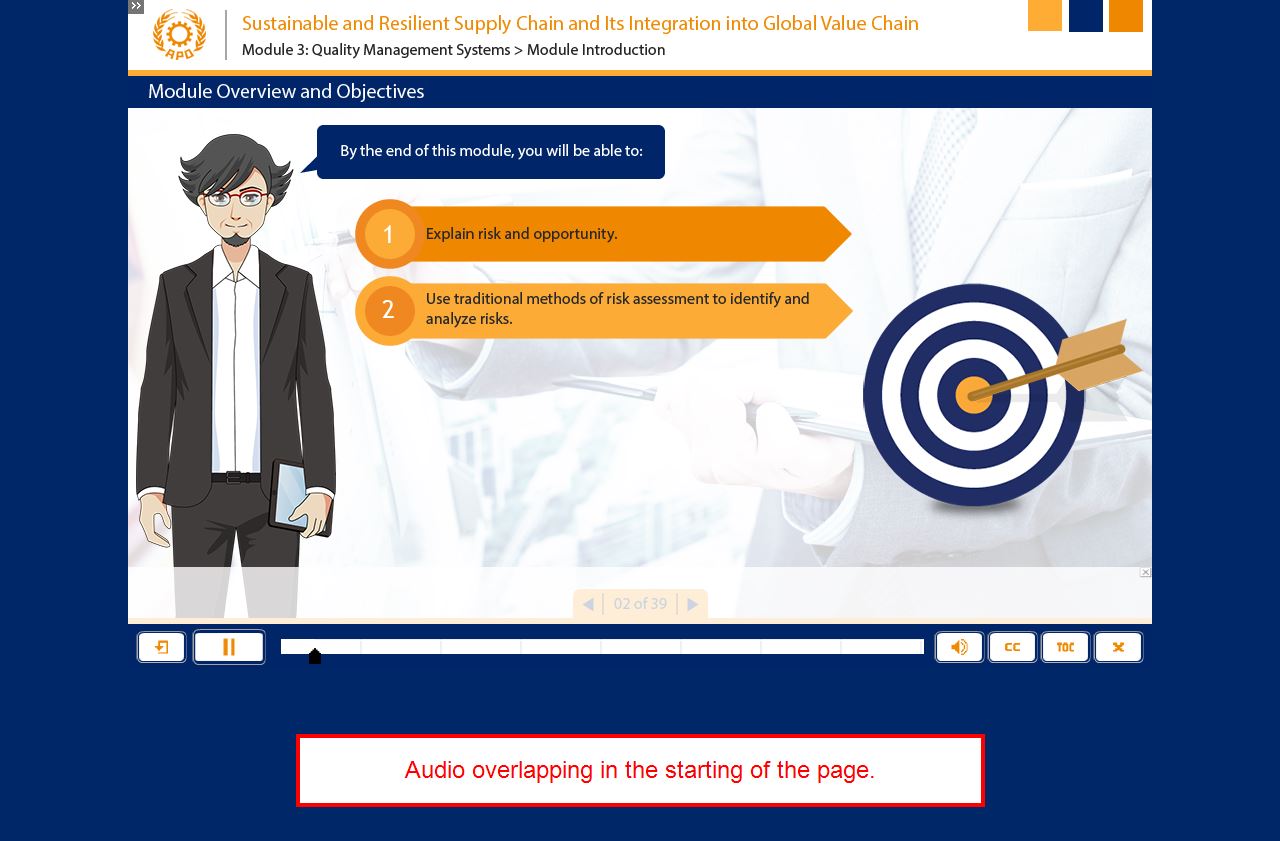 Sustainable and Resilient Supply Chain and Its Integration into Global Value Chain
APO
Module 3: Quality Management Systems > Module Introduction
Module Overview and Objectives
By the end of this module, you will be able to:
1
Explain risk and opportunity.
2
Use traditional methods of risk assessment to identify and
analyze risks.
02 of 39
CC
TOC
Audio overlapping in the starting of the page.